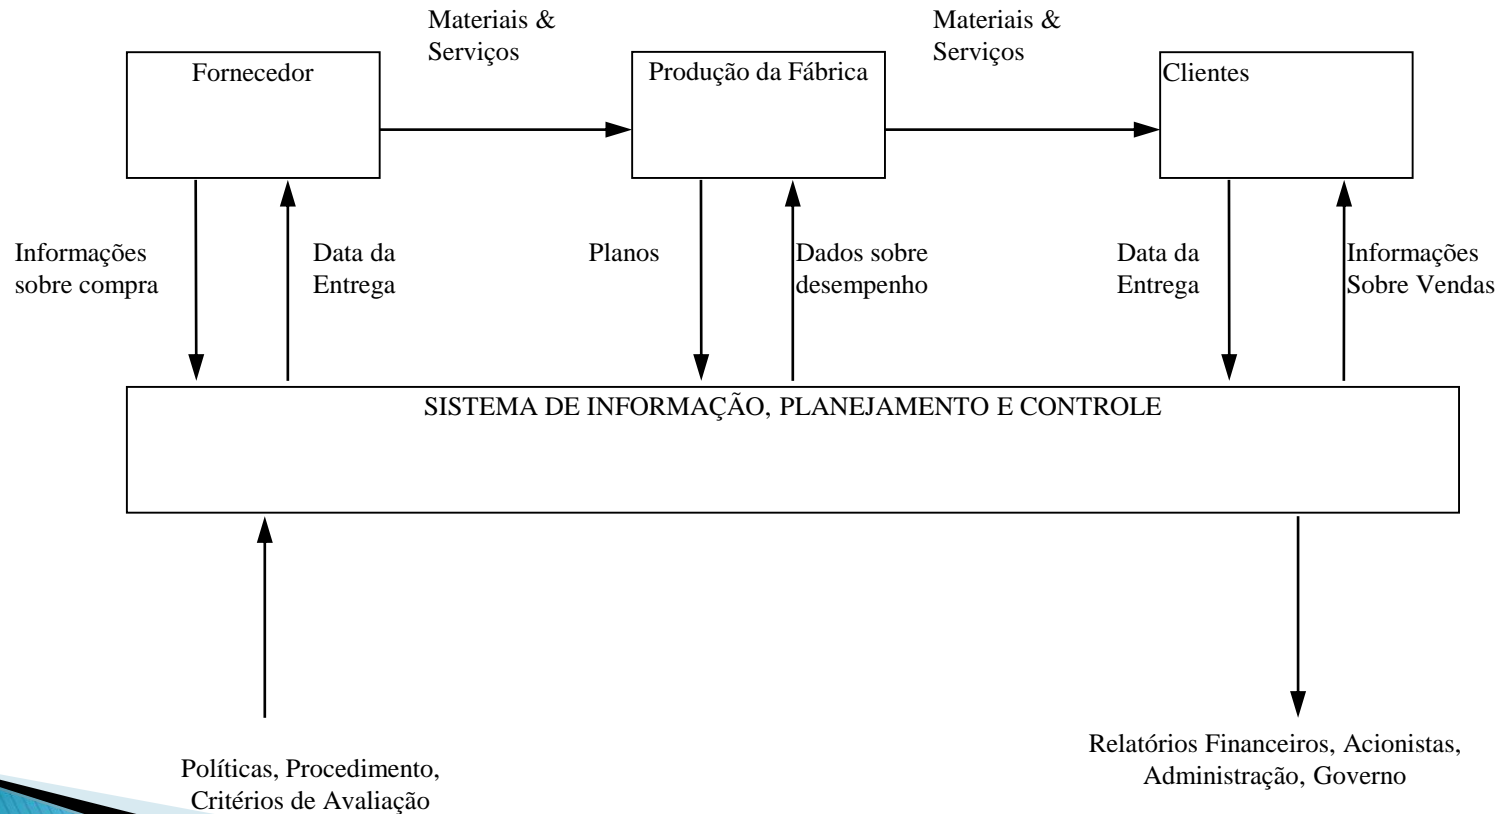 Materiais &
Serviços
Materiais &
Serviços
Fornecedor
Produção da Fábrica
Clientes
Informações
sobre compra
Data da
Entrega
Planos
Dados sobre
desempenho
Data da
Entrega
Informações
Sobre Vendas
SISTEMA DE INFORMAÇÃO, PLANEJAMENTO E CONTROLE
Políticas, Procedimento,
Critérios de Avaliação
Relatórios Financeiros, Acionistas,
Administração, Governo